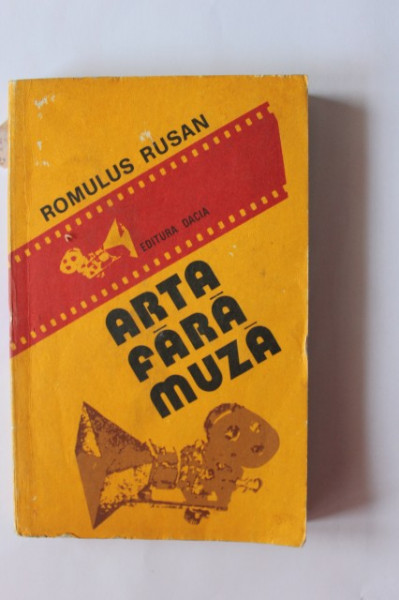 ROMULUS RUSAN
EDITURA DACIA
ARTA
FĂRĂ
MUZĂ